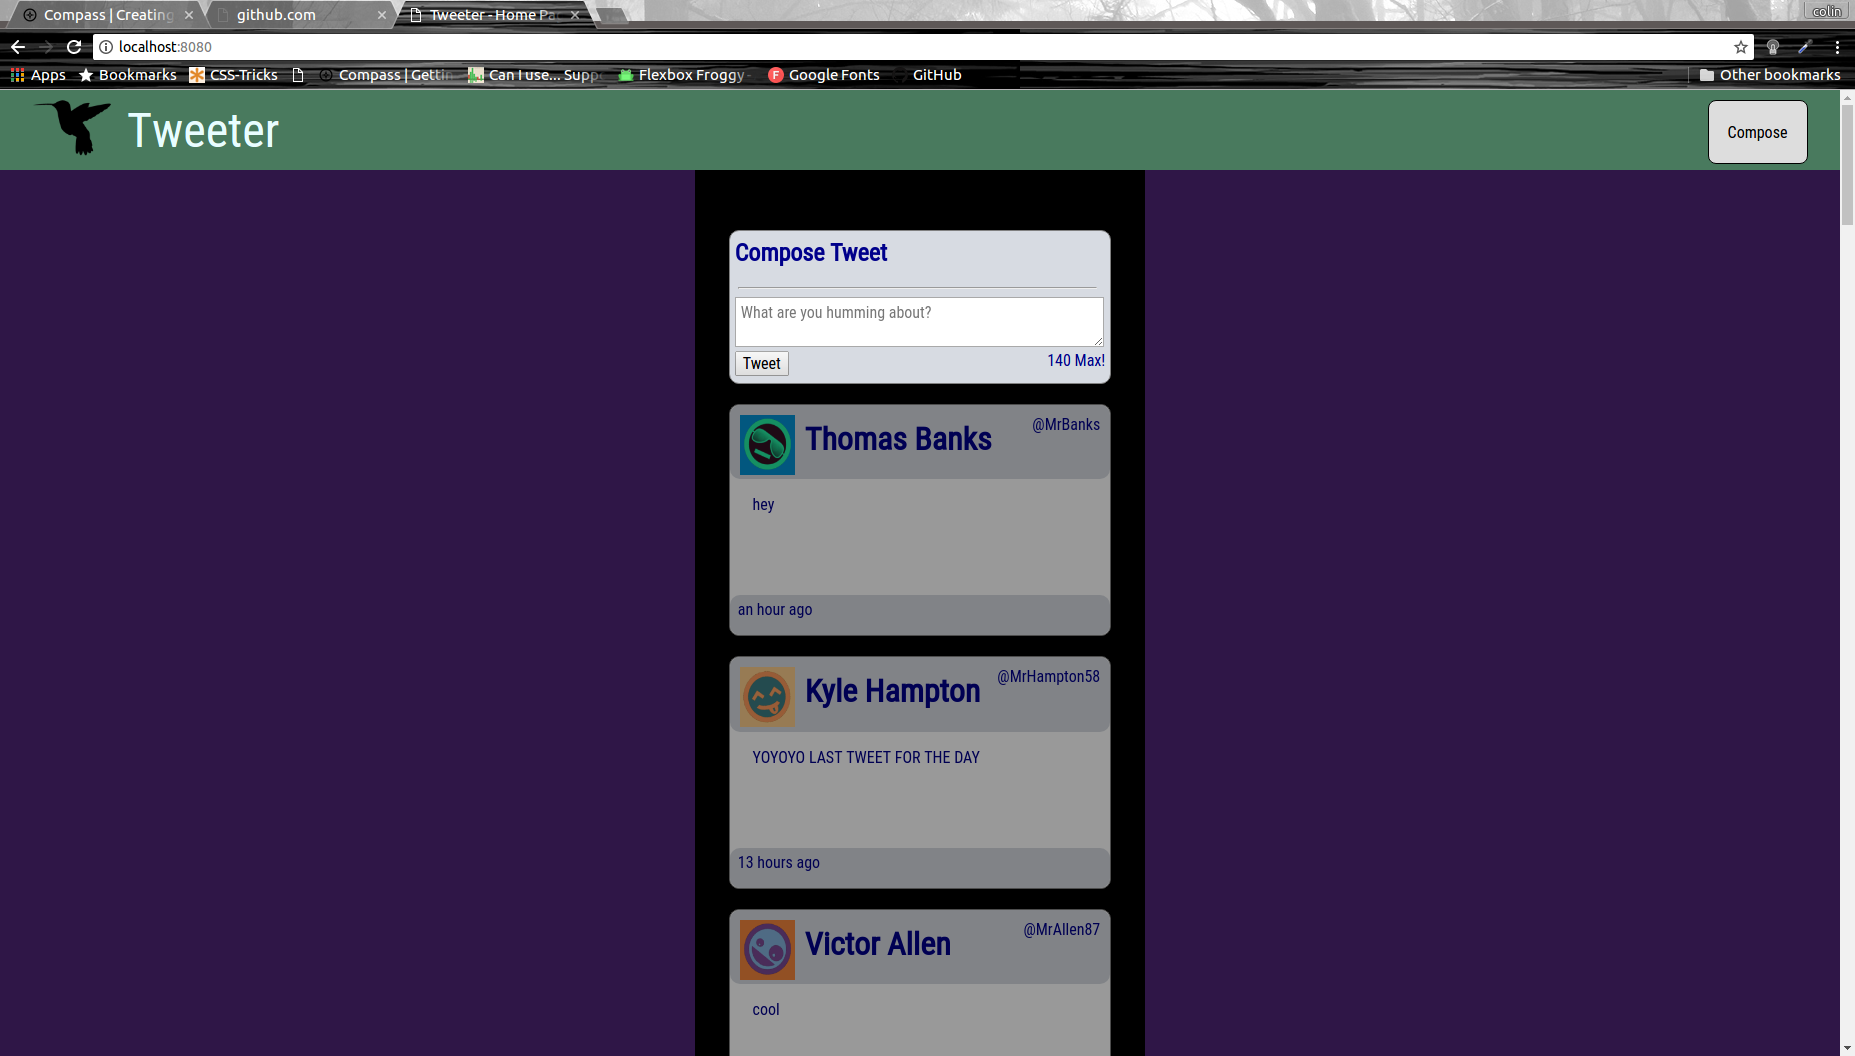 Compass | Creating
github.com
Tweeter - Home Pa
colin
localhost:8080
Apps Bookmarks CSS-Tricks Compass | Gettin Can I use... Supp Flexbox Froggy - Google Fonts GitHub Other bookmarks
Tweeter
Compose
Compose Tweet
What are you humming about?
Tweet
140 Max!
Thomas Banks
@MrBanks
hey
an hour ago
Kyle Hampton
@MrHampton58
YOYOYO LAST TWEET FOR THE DAY
13 hours ago
Victor Allen
@MrAllen87
cool